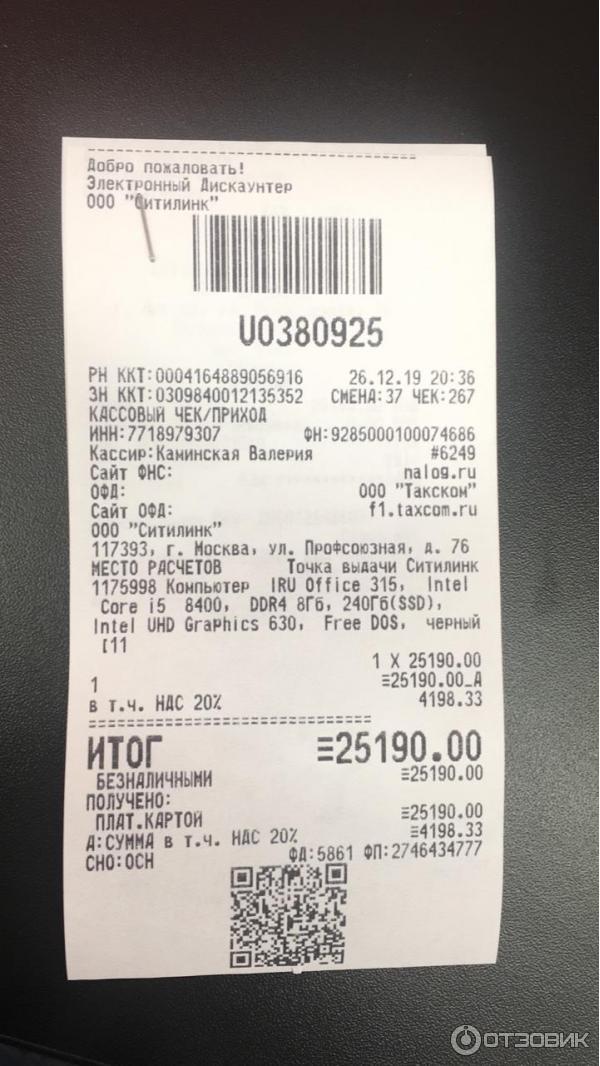 Добро пожаловать!
Электронный Дискаунтер
ООО "Ситилинк"
U0380925
РН ККТ:0004164889056916 26.12.19 20:36
ЗН ККТ:0309840012135352 СМЕНА:37 ЧЕК:267
КАССОВЫЙ ЧЕК/ПРИХОД
ИНН:7718979307 ФН:9285000100074686
Кассир:Каминская Валерия #6249
Сайт ФНС: nalog.ru
ОФД: ООО "Такском"
Сайт ОФД: f1.taxcom.ru
ООО "Ситилинк"
117393, г. Москва, ул. Профсоюзная, д. 76
МЕСТО РАСЧЕТОВ Точка выдачи Ситилинк
1175998 Компьютер IRU Office 315, Intel
Core i5 8400, DDR4 8Гб, 240Гб(SSD),
Intel UHD Graphics 630, Free DOS, черный
[11
1 X 25190.00
1 ≡25190.00_А
в т.ч. НДС 20% 4198.33
ИТОГ ≡25190.00
БЕЗНАЛИЧНЫМИ ≡25190.00
ПОЛУЧЕНО:
ПЛАТ.КАРТОЙ ≡25190.00
А:СУММА в т.ч. НДС 20% ≡4198.33
СНО:ОСН ФД:5861 ФП:2746434777
ОТЗОВИК